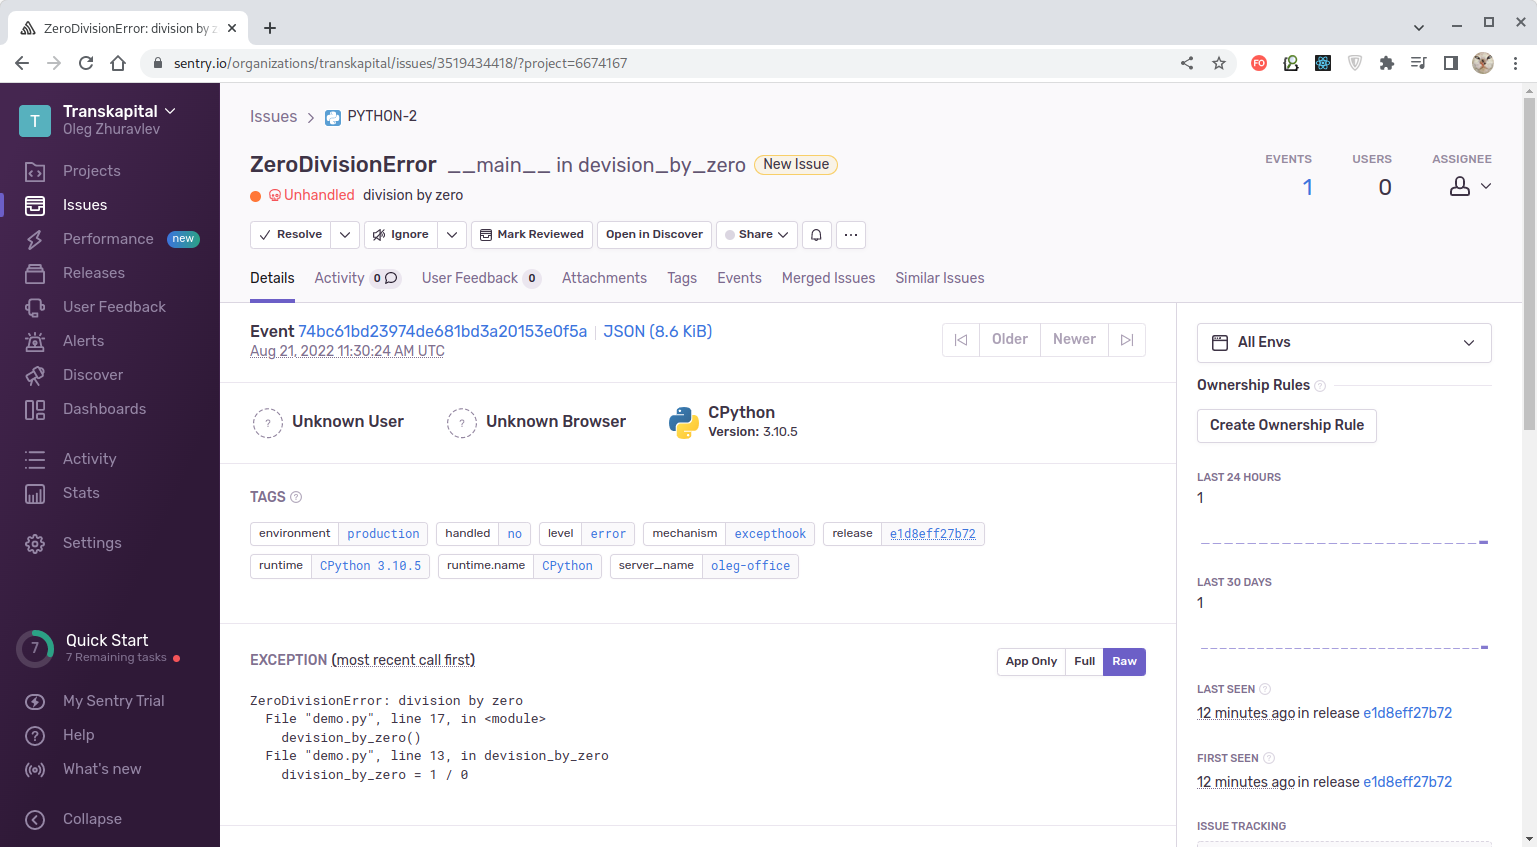 ZeroDivisionError: division by z
sentry.io/organizations/transkapital/issues/3519434418/?project=6674167
FO
T
Transkapital
Oleg Zhuravlev
Projects
Issues
Performance new
Releases
User Feedback
Alerts
Discover
Dashboards
Activity
Stats
Settings
7
Quick Start
7 Remaining tasks
My Sentry Trial
Help
What's new
Collapse
Issues > PYTHON-2
ZeroDivisionError __main__ in devision_by_zero New Issue
Unhandled division by zero
EVENTS USERS ASSIGNEE
1 0
Resolve Ignore Mark Reviewed Open in Discover Share ...
Details Activity 0 User Feedback 0 Attachments Tags Events Merged Issues Similar Issues
Event 74bc61bd23974de681bd3a20153e0f5a | JSON (8.6 KiB)
Aug 21, 2022 11:30:24 AM UTC
Older Newer
? Unknown User ? Unknown Browser CPython
Version: 3.10.5
TAGS ?
environment production handled no level error mechanism excepthook release e1d8eff27b72
runtime CPython 3.10.5 runtime.name CPython server_name oleg-office
EXCEPTION (most recent call first)
App Only Full Raw
ZeroDivisionError: division by zero
File "demo.py", line 17, in <module>
devision_by_zero()
File "demo.py", line 13, in devision_by_zero
division_by_zero = 1 / 0
All Envs
Ownership Rules ?
Create Ownership Rule
LAST 24 HOURS
1
LAST 30 DAYS
1
LAST SEEN ?
12 minutes ago in release e1d8eff27b72
FIRST SEEN ?
12 minutes ago in release e1d8eff27b72
ISSUE TRACKING